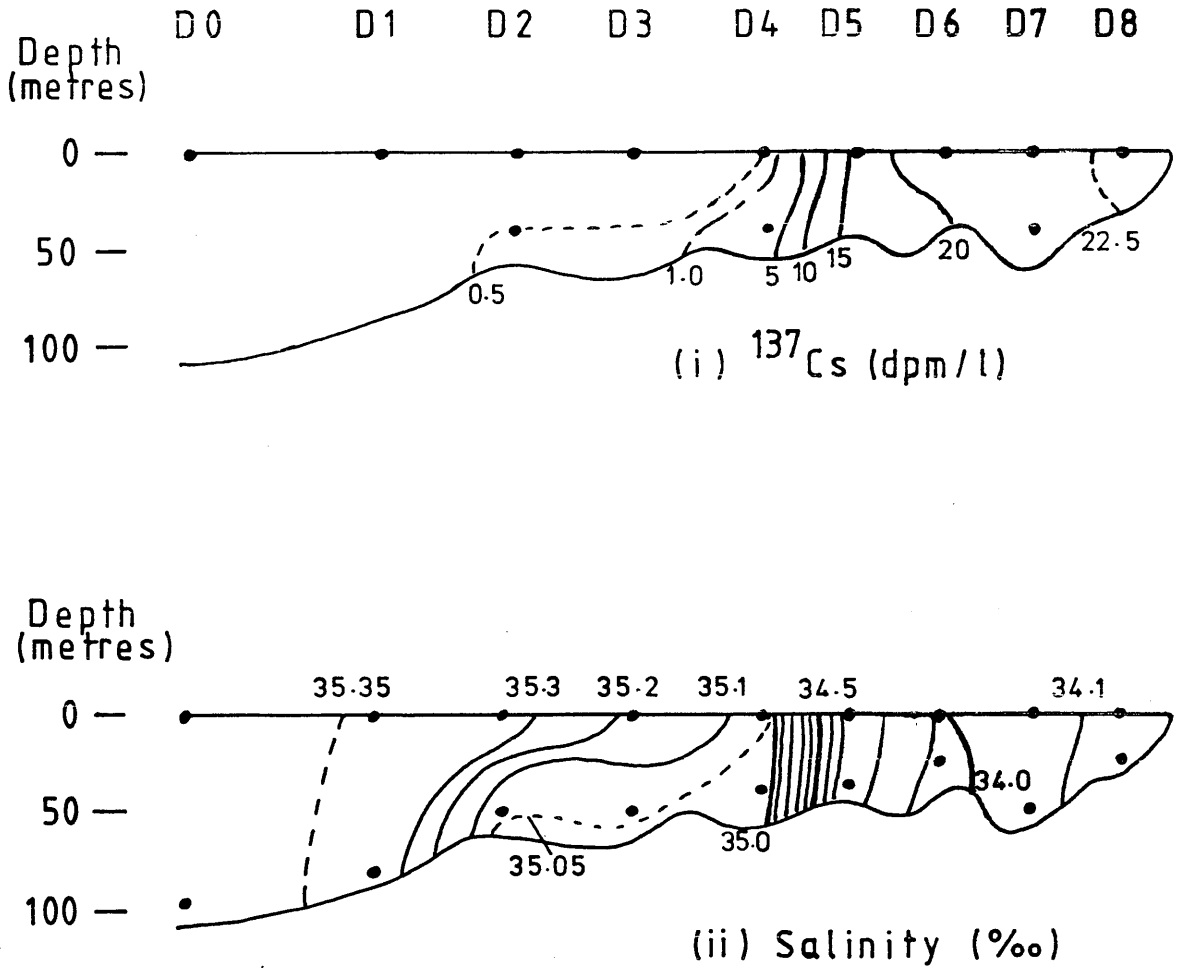 D0 D1 D2 D3 D4 D5 D6 D7 D8
Depth
(metres)
0
50
100
0.5
1.0
5
10
15
20
22.5
(i) 137Cs (dpm/l)
Depth
(metres)
35.35 35.3 35.2 35.1 34.5 34.1
0
50
100
34.0
35.0
35.05
(ii) Salinity (‰)